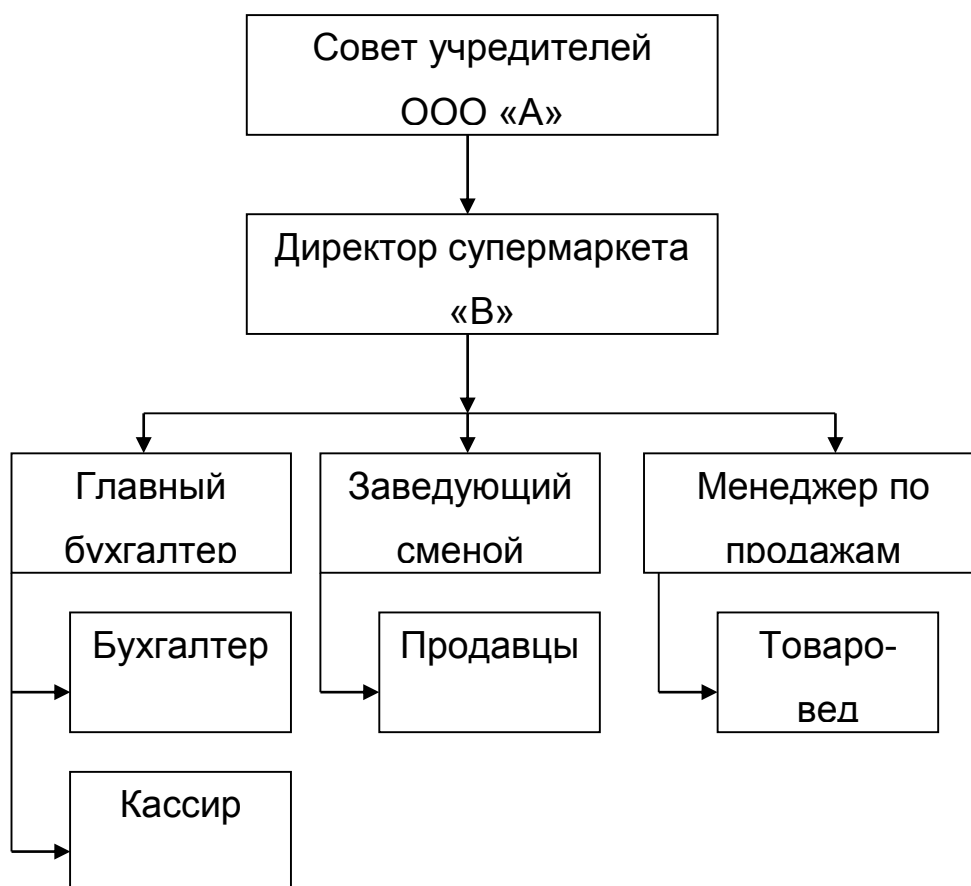 Совет учредителей
ООО «А»
Директор супермаркета
«В»
Главный
бухгалтер
Заведующий
сменой
Менеджер по
продажам
Бухгалтер
Продавцы
Товаро-
вед
Кассир